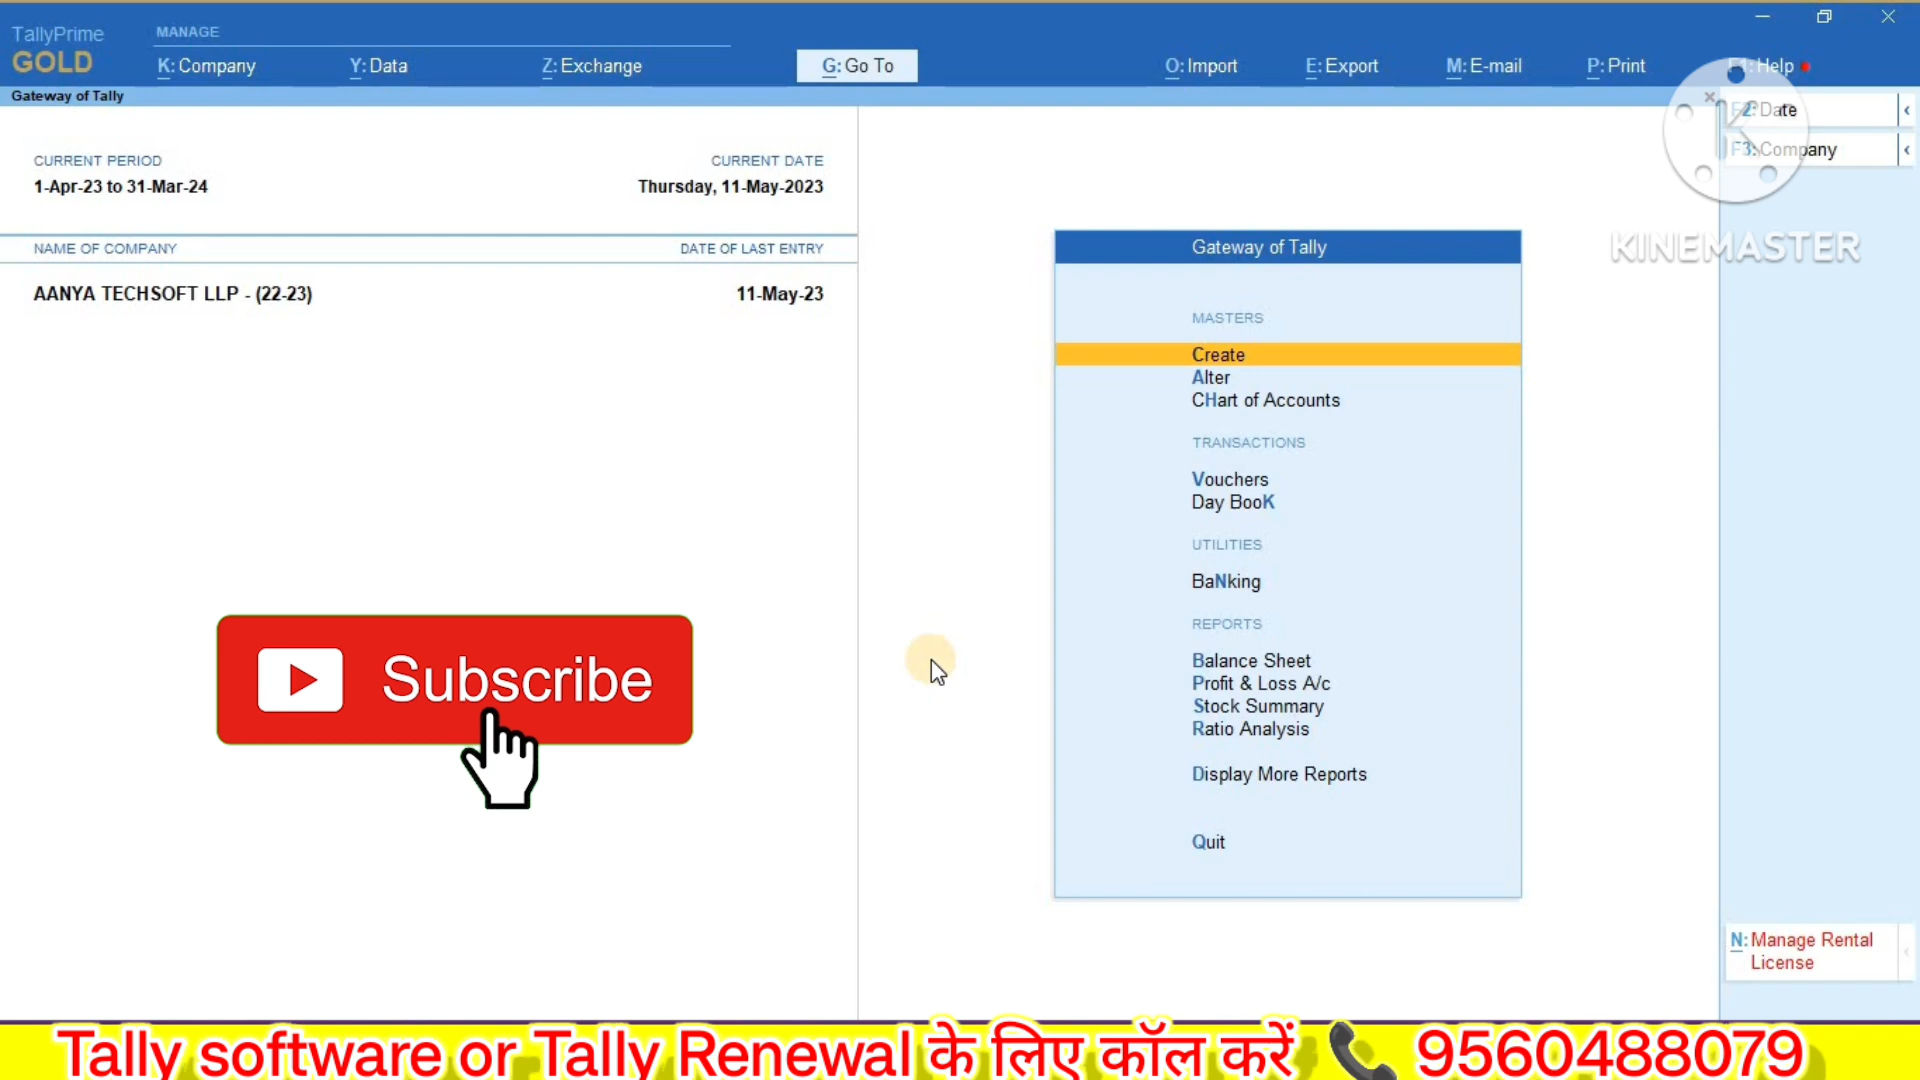 TallyPrime
GOLD
MANAGE
K: Company
Y: Data
Z: Exchange
G: Go To
O: Import
E: Export
M: E-mail
P: Print
F1: Help
Gateway of Tally
F2: Date
F3: Company
KINEMASTER
CURRENT PERIOD
CURRENT DATE
1-Apr-23 to 31-Mar-24
Thursday, 11-May-2023
NAME OF COMPANY
DATE OF LAST ENTRY
AANYA TECHSOFT LLP - (22-23)
11-May-23
Gateway of Tally
MASTERS
Create
Alter
CHart of Accounts
TRANSACTIONS
Vouchers
Day BooK
UTILITIES
BaNking
REPORTS
Balance Sheet
Profit & Loss A/c
Stock Summary
Ratio Analysis
Display More Reports
Quit
Subscribe
N: Manage Rental
License
Tally software or Tally Renewal के लिए कॉल करें 📞 9560488079